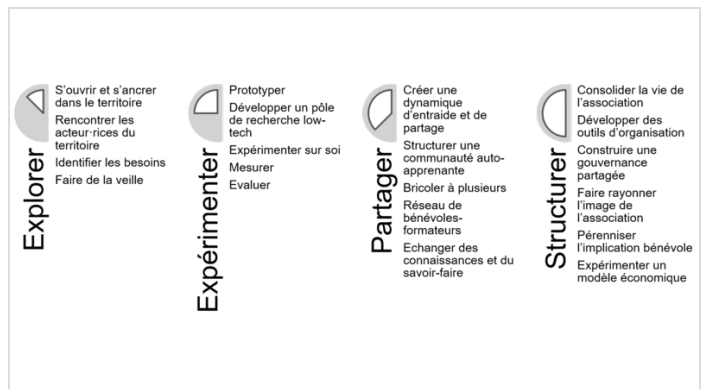 Explorer
S’ouvrir et s’ancrer
dans le territoire
Rencontrer les
acteur·rices du
territoire
Identifier les besoins
Faire de la veille
Expérimenter
Prototyper
Développer un pôle
de recherche low-
tech
Expérimenter sur soi
Mesurer
Evaluer
Partager
Créer une
dynamique
d’entraide et de
partage
Structurer une
communauté auto-
apprenante
Bricoler à plusieurs
Réseau de
bénévoles-
formateurs
Echanger des
connaissances et du
savoir-faire
Structurer
Consolider la vie de
l’association
Développer des
outils d’organisation
Construire une
gouvernance
partagée
Faire rayonner
l’image de
l’association
Pérenniser
l’implication bénévole
Expérimenter un
modèle économique